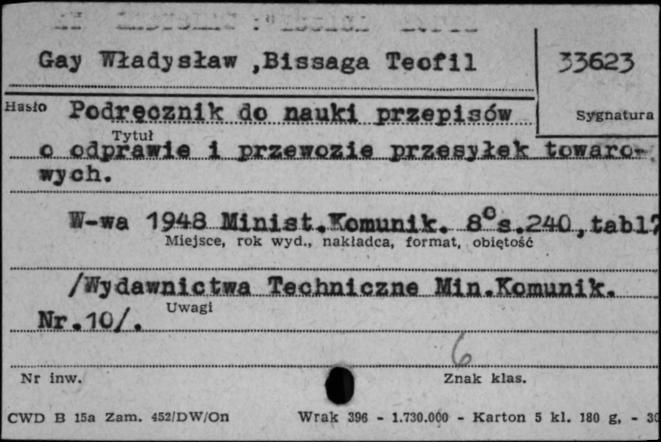 Gay Władysław ,Bissaga Teofil
33623
Hasło Podręcznik do nauki przepisów
Sygnatura
Tytuł
o odprawie i przewozie przesyłek towaro-
wych.
W-wa 1948 Minist.Komunik. 8° s.240,tabl7
Miejsce, rok wyd., nakładca, format, objętość
/Wydawnictwa Techniczne Min.Komunik.
Uwagi
Nr.10/.
6
Nr inw.
Znak klas.
CWD B 15a Zam. 452/DW/On Wrak 396 - 1.730.000 - Karton 5 kl. 180 g, - 30